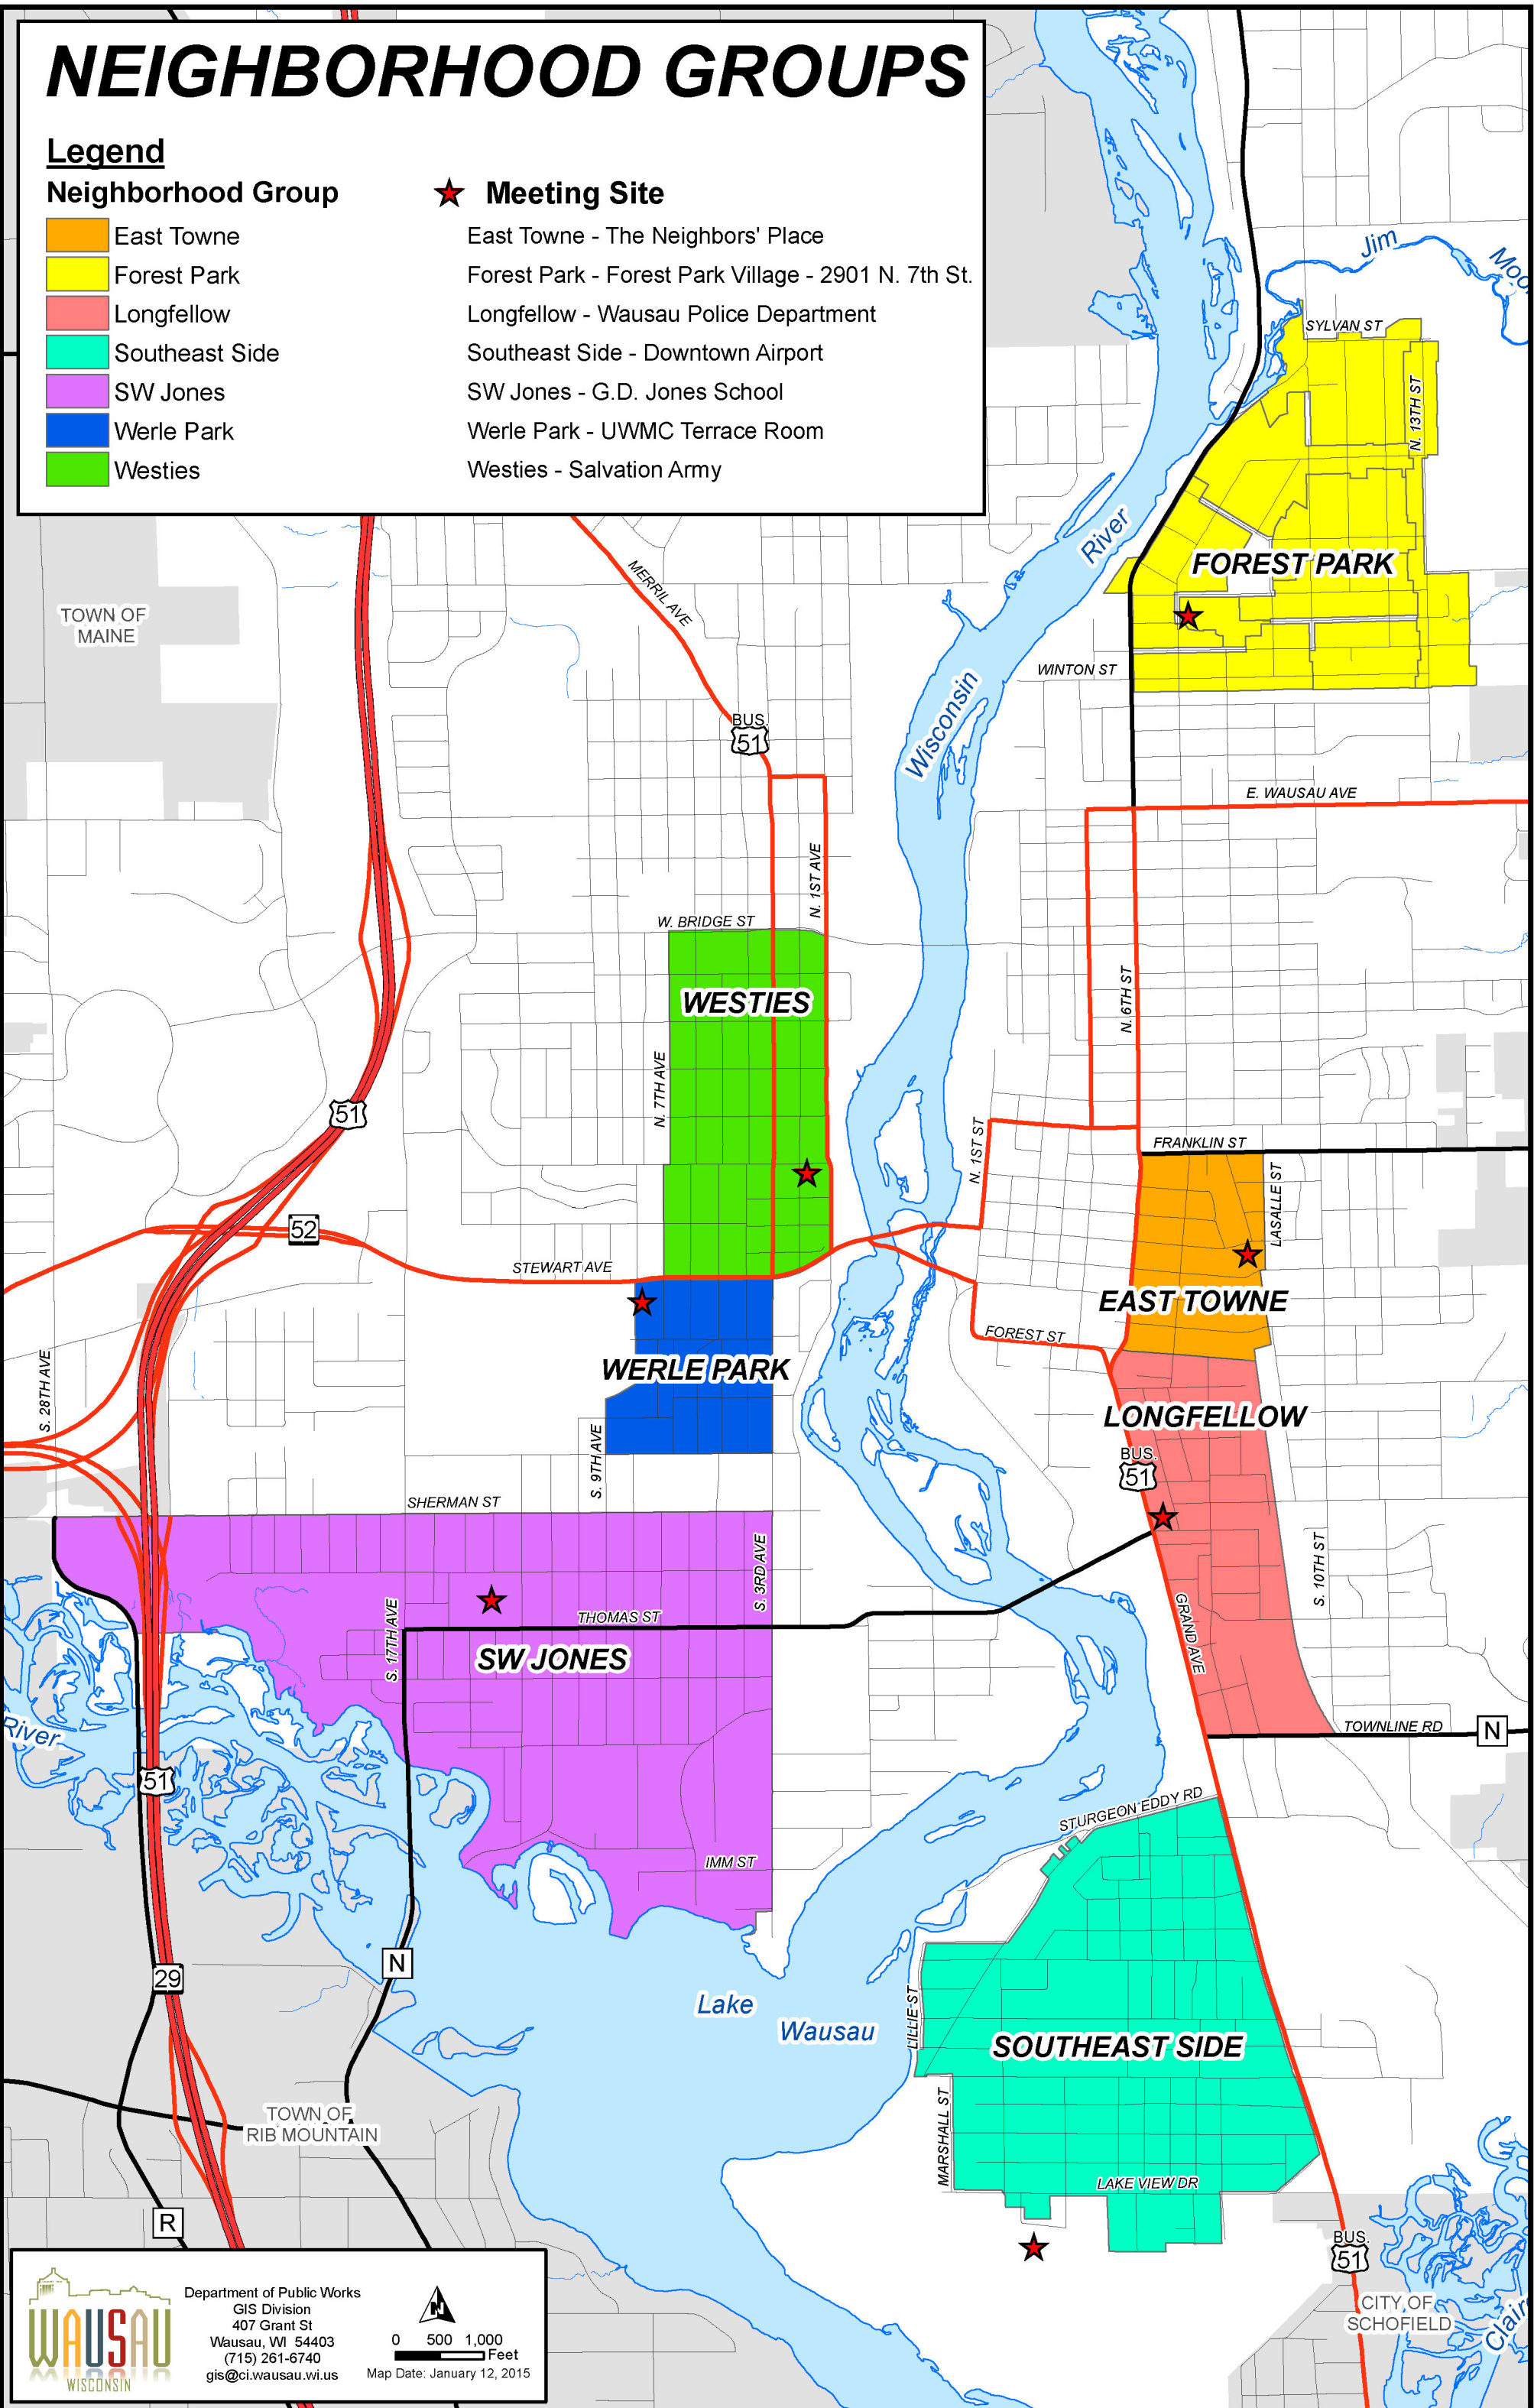 NEIGHBORHOOD GROUPS
Legend
Neighborhood Group
Meeting Site
East Towne
East Towne - The Neighbors' Place
Forest Park
Forest Park - Forest Park Village - 2901 N. 7th St.
Longfellow
Longfellow - Wausau Police Department
Southeast Side
Southeast Side - Downtown Airport
SW Jones
SW Jones - G.D. Jones School
Werle Park
Werle Park - UWMC Terrace Room
Westies
Westies - Salvation Army
Jim
SYLVAN ST
N. 13TH ST
River
FOREST PARK
MERRIL AVE
TOWN OF
MAINE
WINTON ST
Wisconsin
BUS.
51
E. WAUSAU AVE
N. 1ST AVE
W. BRIDGE ST
WESTIES
N. 6TH ST
N. 7TH AVE
51
N. 1ST ST
FRANKLIN ST
LASALLE ST
52
STEWART AVE
EAST TOWNE
FOREST ST
WERLE PARK
S. 28TH AVE
LONGFELLOW
BUS.
51
S. 9TH AVE
SHERMAN ST
S. 3RD AVE
S. 10TH ST
THOMAS ST
S. 17TH AVE
GRAND AVE
SW JONES
River
TOWNLINE RD
N
51
STURGEON EDDY RD
IMM ST
N
29
Lake
Wausau
LILLIE ST
SOUTHEAST SIDE
MARSHALL ST
TOWN OF
RIB MOUNTAIN
LAKE VIEW DR
R
BUS.
51
CITY OF
SCHOFIELD
Clair
WAUSAU
WISCONSIN
Department of Public Works
GIS Division
407 Grant St
Wausau, WI 54403
(715) 261-6740
gis@ci.wausau.wi.us
N
0 500 1,000
Feet
Map Date: January 12, 2015